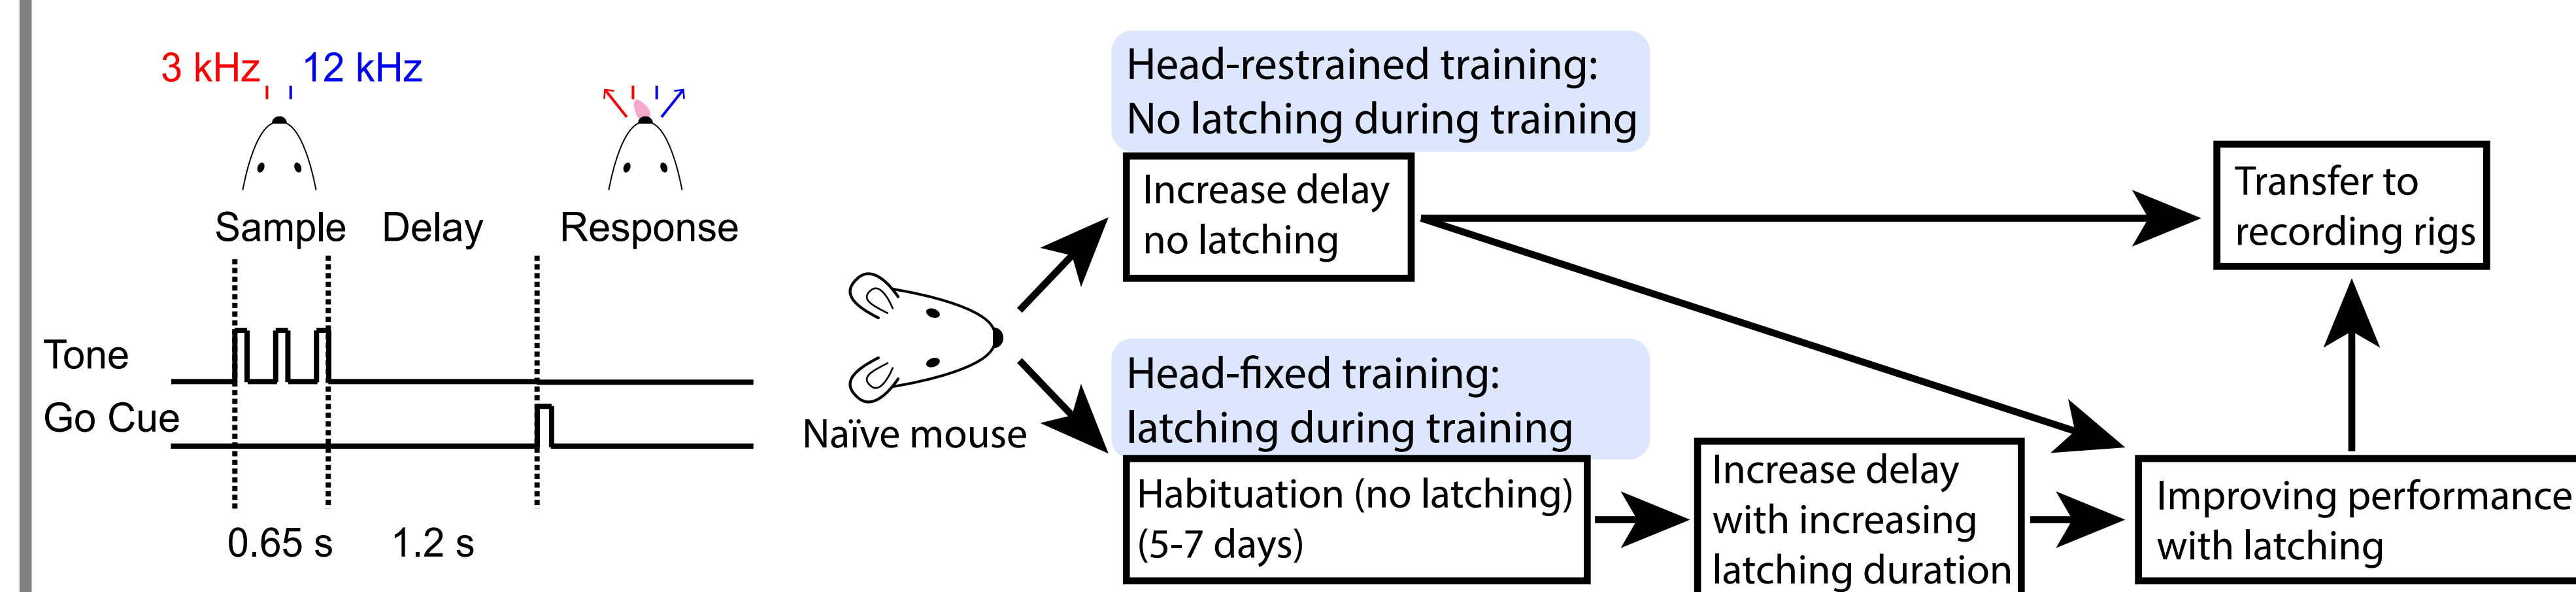 3 kHz 12 kHz
Sample Delay Response
Tone
Go Cue
0.65 s 1.2 s
Naïve mouse
Head-restrained training:
No latching during training
Increase delay
no latching
Head-fixed training:
latching during training
Habituation (no latching)
(5-7 days)
Increase delay
with increasing
latching duration
Improving performance
with latching
Transfer to
recording rigs